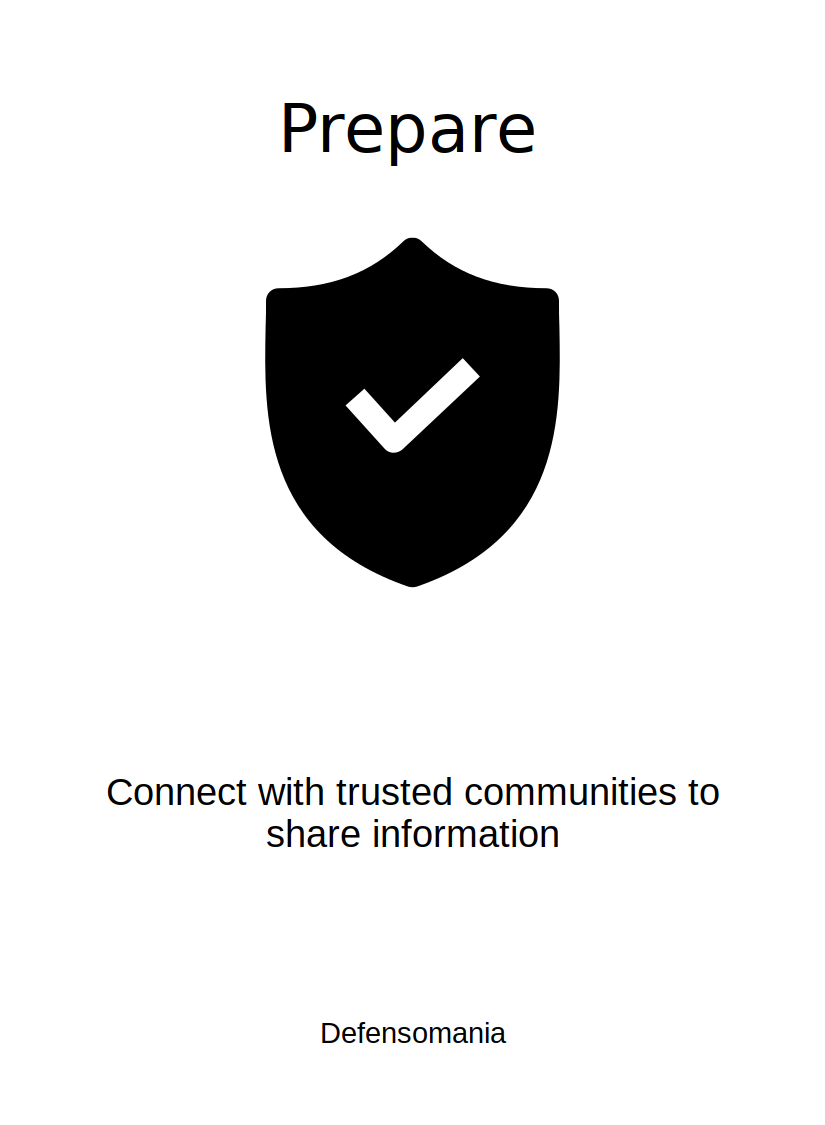 Prepare
Connect with trusted communities to
share information
Defensomania